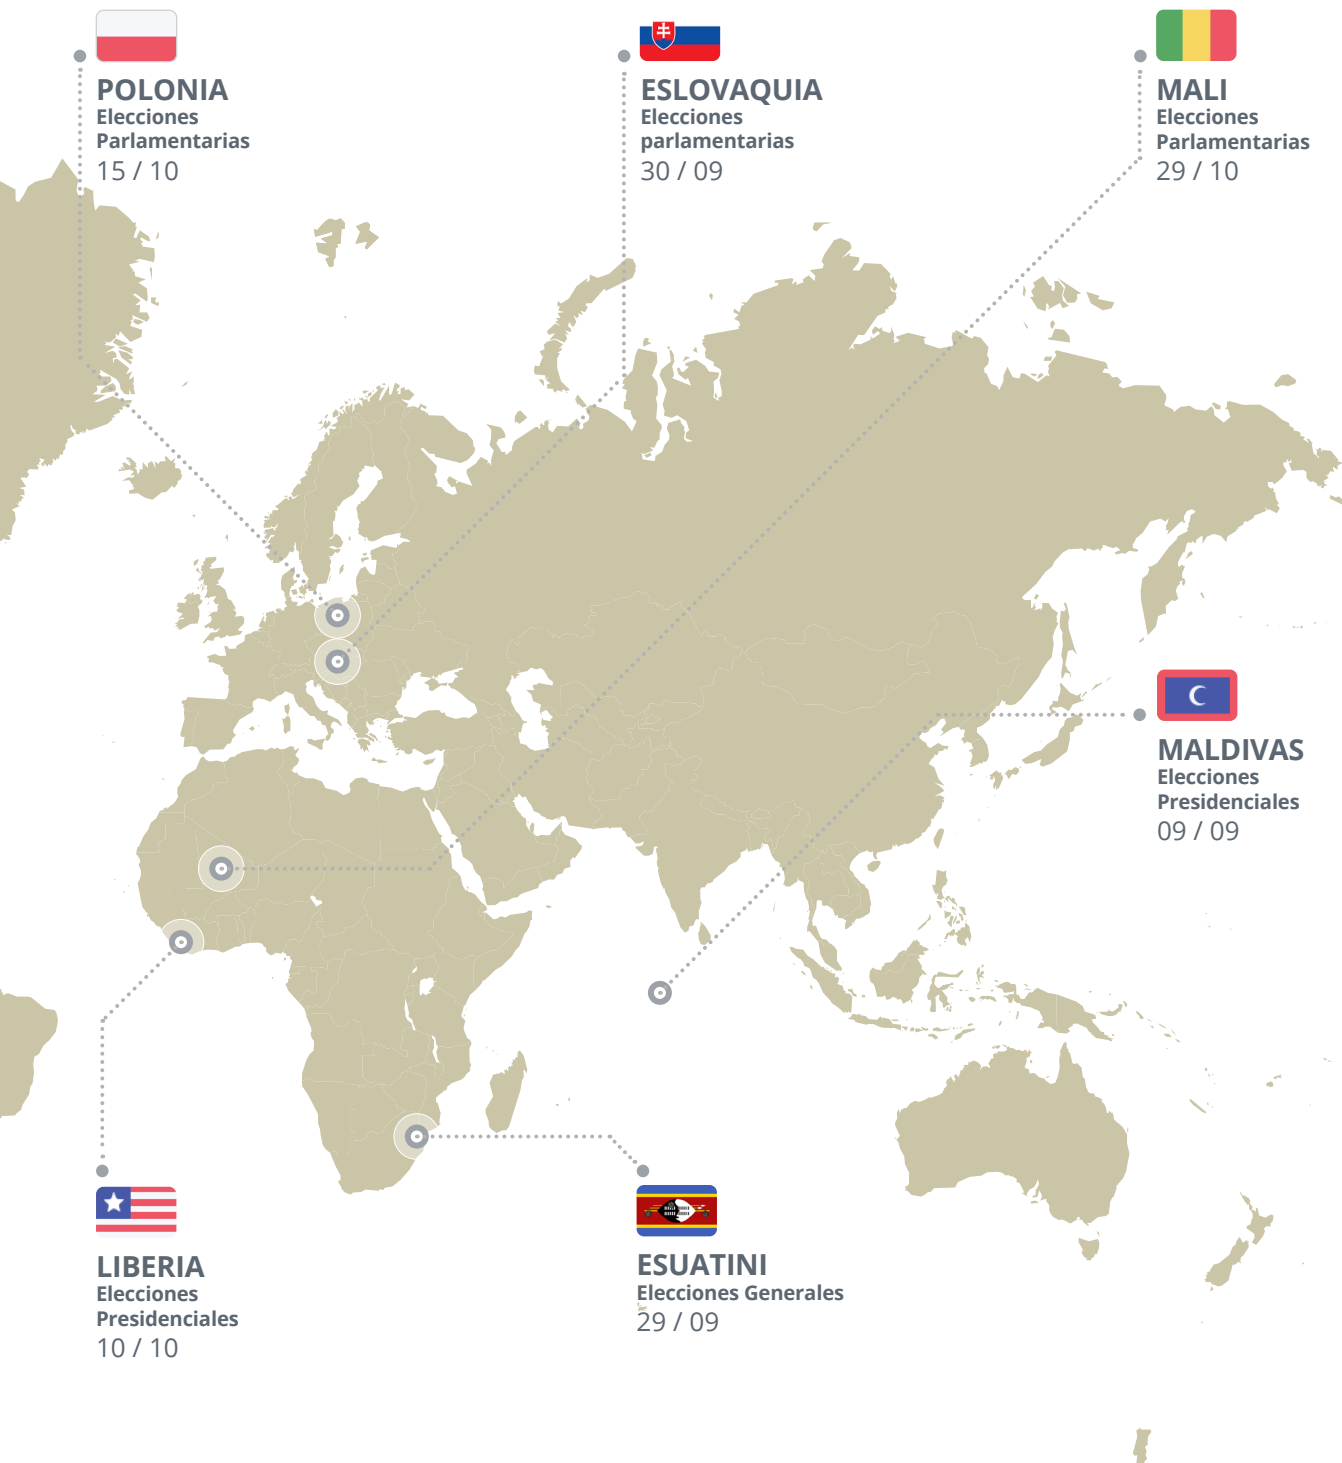 POLONIA
Elecciones
Parlamentarias
15 / 10
ESLOVAQUIA
Elecciones
parlamentarias
30 / 09
MALI
Elecciones
Parlamentarias
29 / 10
MALDIVAS
Elecciones
Presidenciales
09 / 09
LIBERIA
Elecciones
Presidenciales
10 / 10
ESUATINI
Elecciones Generales
29 / 09